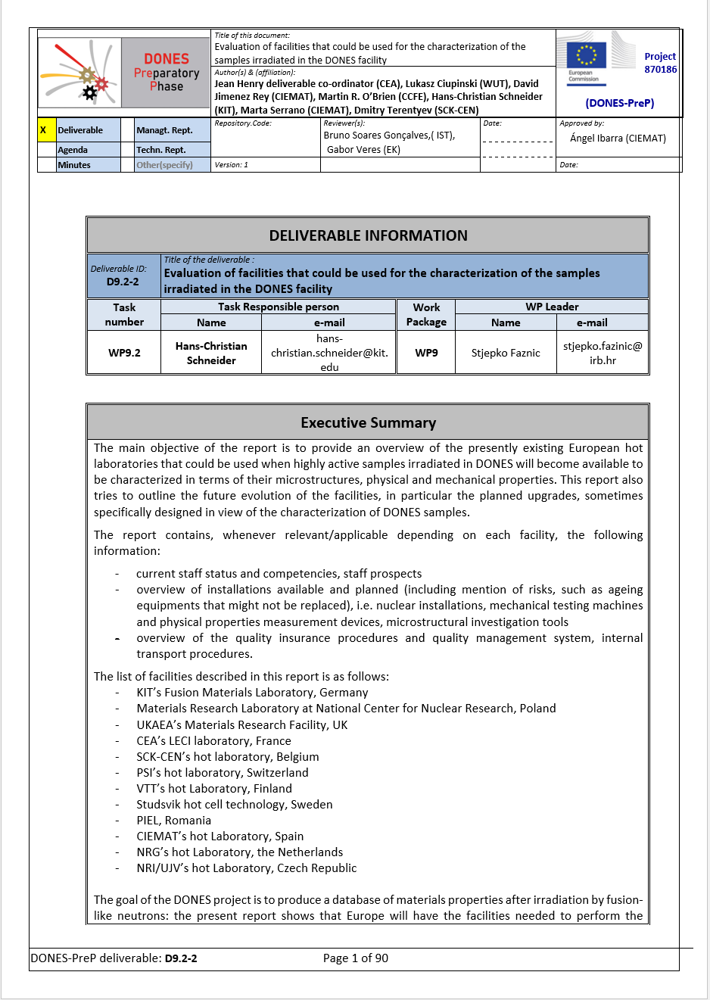 DONES
Preparatory
Phase
Title of this document:
Evaluation of facilities that could be used for the characterization of the
samples irradiated in the DONES facility
Author(s) & (affiliation):
Jean Henry deliverable co-ordinator (CEA), Lukasz Ciupinski (WUT), David
Jimenez Rey (CIEMAT), Martin R. O’Brien (CCFE), Hans-Christian Schneider
(KIT), Marta Serrano (CIEMAT), Dmitry Terentyev (SCK-CEN)
European
Commission
Project
870186
(DONES-PreP)
X Deliverable Managt. Rept.
Agenda Techn. Rept.
Minutes Other(specify)
Repository.Code:
Version: 1
Reviewer(s):
Bruno Soares Gonçalves,( IST),
Gabor Veres (EK)
Date:
Approved by:
Ángel Ibarra (CIEMAT)
Date:
DELIVERABLE INFORMATION
Deliverable ID:
D9.2-2
Title of the deliverable :
Evaluation of facilities that could be used for the characterization of the samples
irradiated in the DONES facility
Task
number
Task Responsible person
Name e-mail
Work
Package
WP Leader
Name e-mail
WP9.2
Hans-Christian
Schneider
hans-
christian.schneider@kit.
edu
WP9
Stjepko Faznic
stjepko.fazinic@
irb.hr
Executive Summary
The main objective of the report is to provide an overview of the presently existing European hot
laboratories that could be used when highly active samples irradiated in DONES will become available to
be characterized in terms of their microstructures, physical and mechanical properties. This report also
tries to outline the future evolution of the facilities, in particular the planned upgrades, sometimes
specifically designed in view of the characterization of DONES samples.
The report contains, whenever relevant/applicable depending on each facility, the following
information:
- current staff status and competencies, staff prospects
- overview of installations available and planned (including mention of risks, such as ageing
equipments that might not be replaced), i.e. nuclear installations, mechanical testing machines
and physical properties measurement devices, microstructural investigation tools
- overview of the quality insurance procedures and quality management system, internal
transport procedures.
The list of facilities described in this report is as follows:
- KIT’s Fusion Materials Laboratory, Germany
- Materials Research Laboratory at National Center for Nuclear Research, Poland
- UKAEA’s Materials Research Facility, UK
- CEA’s LECI laboratory, France
- SCK-CEN’s hot laboratory, Belgium
- PSI’s hot laboratory, Switzerland
- VTT’s hot Laboratory, Finland
- Studsvik hot cell technology, Sweden
- PIEL, Romania
- CIEMAT’s hot Laboratory, Spain
- NRG’s hot Laboratory, the Netherlands
- NRI/UJV’s hot Laboratory, Czech Republic
The goal of the DONES project is to produce a database of materials properties after irradiation by fusion-
like neutrons: the present report shows that Europe will have the facilities needed to perform the
DONES-PreP deliverable: D9.2-2 Page 1 of 90